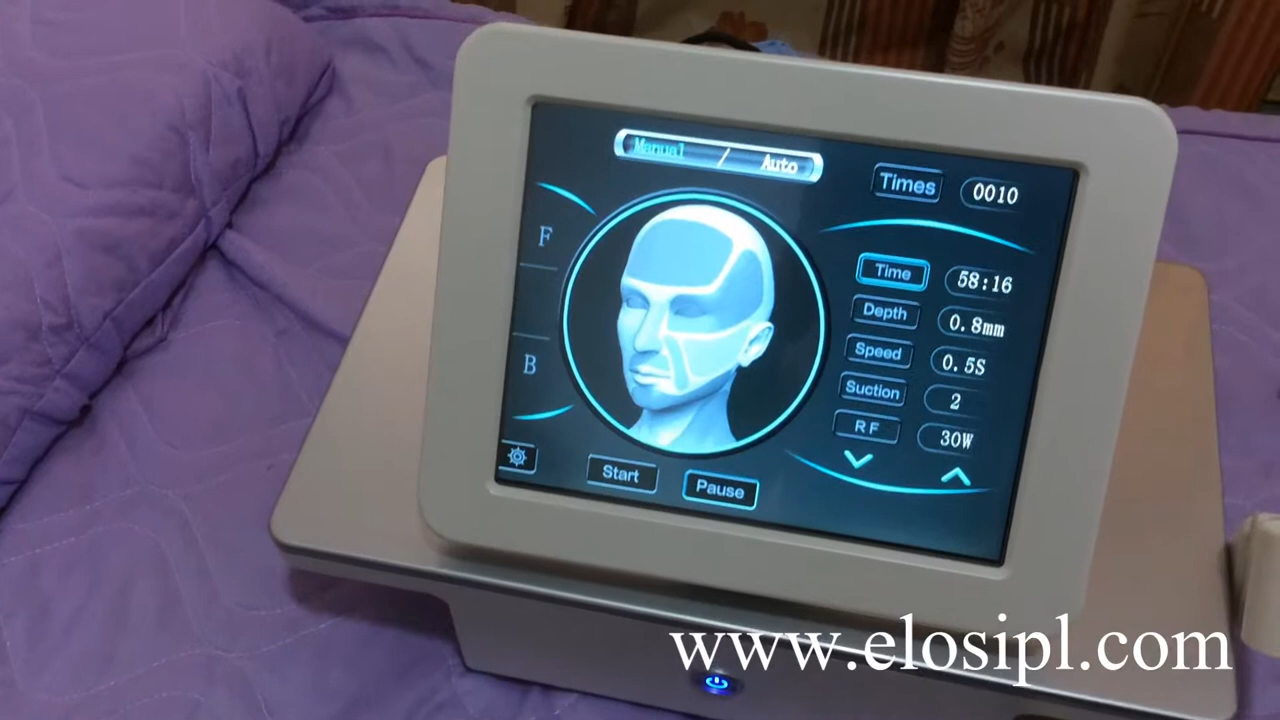 Manual / Auto
Times 0010
F
Time 58:16
Depth 0.8mm
Speed 0.5S
B
Suction 2
RF 30W
Start Pause
www.elosipl.com